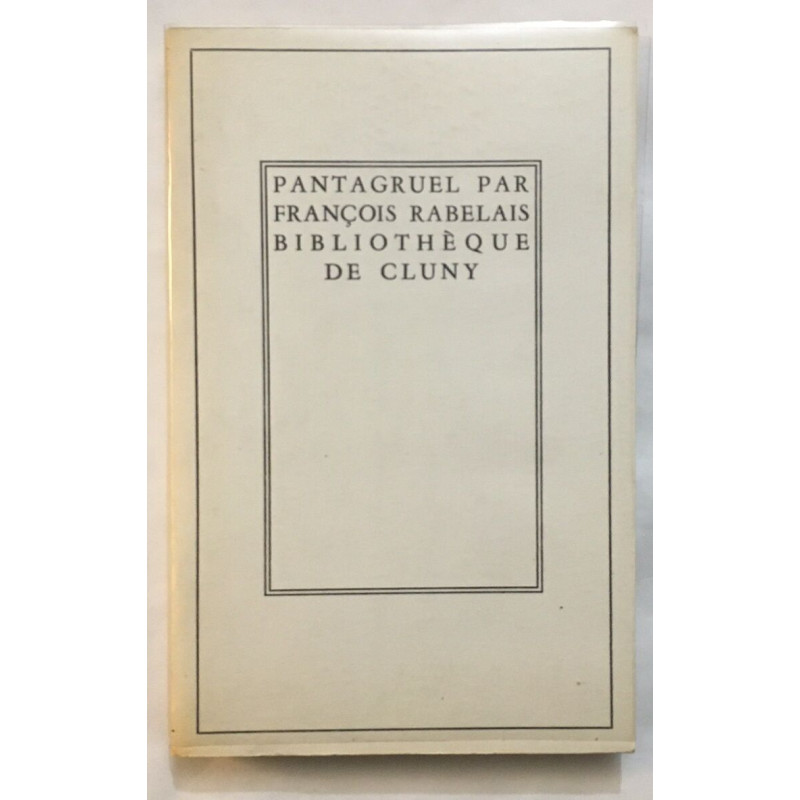 PANTAGRUEL PAR
FRANÇOIS RABELAIS
BIBLIOTHÈQUE
DE CLUNY